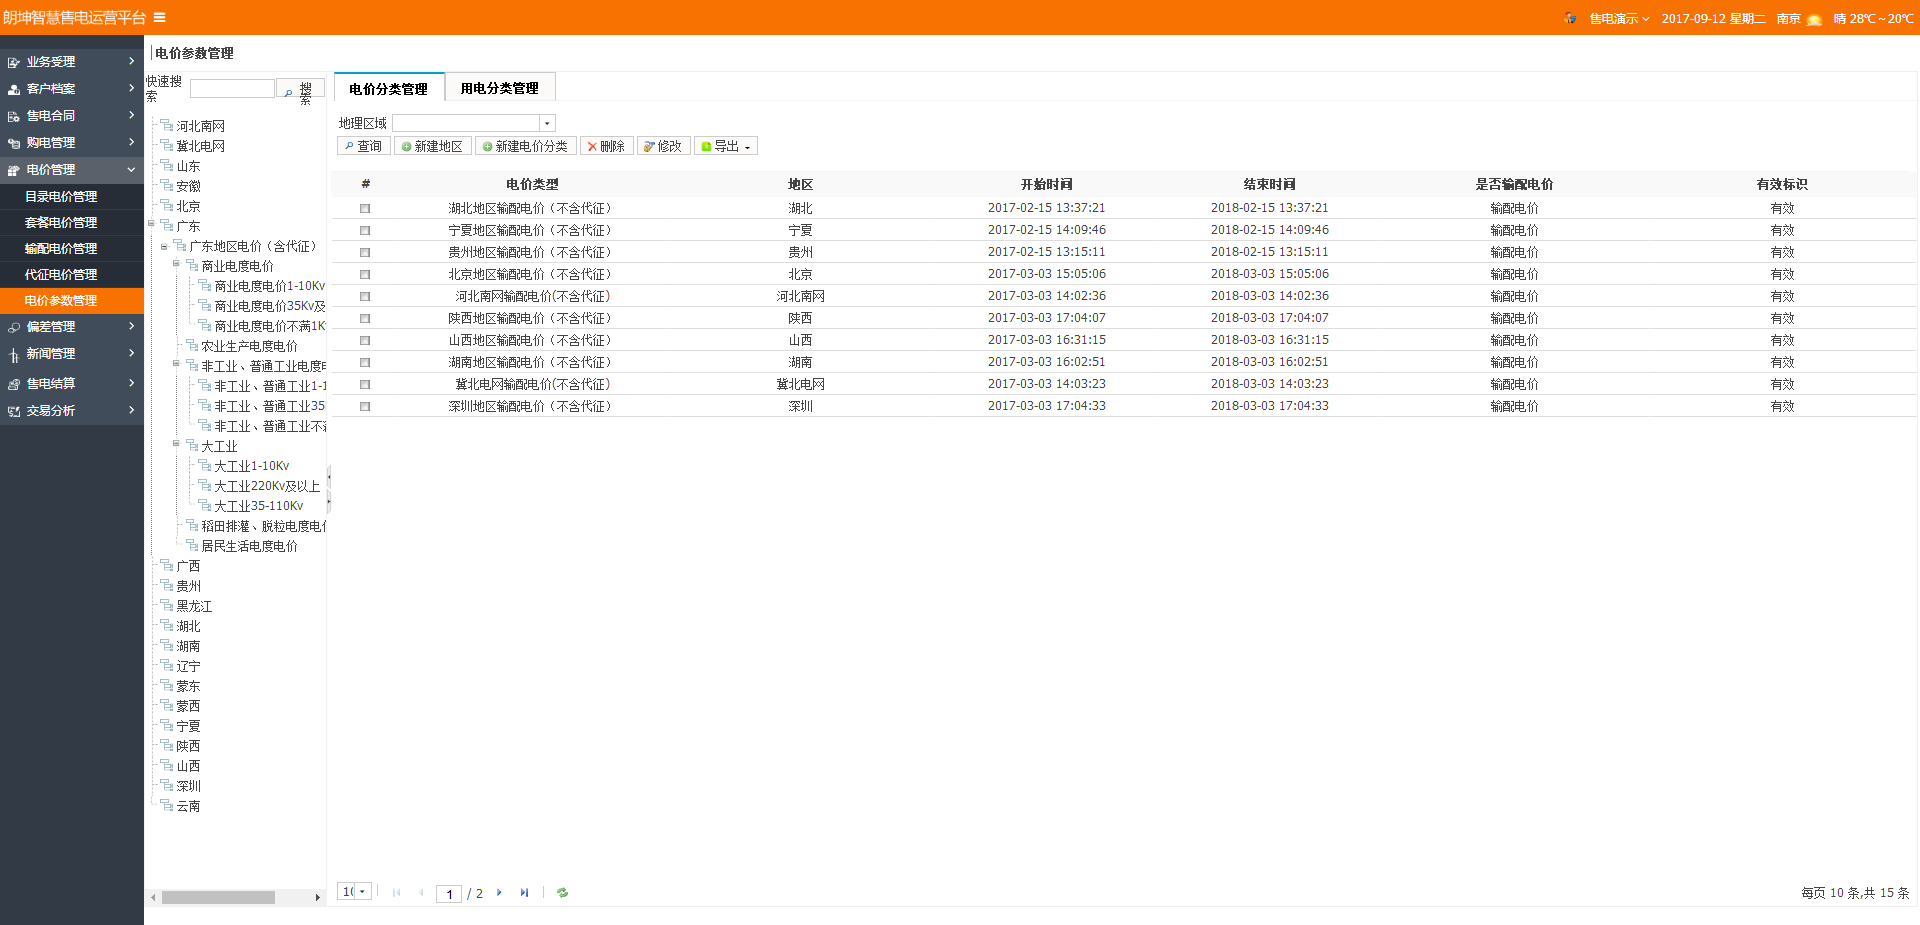 朗坤智慧售电运营平台
售电演示 2017-09-12 星期二 南京 晴 28℃~20℃
业务受理
客户档案
售电合同
购电管理
电价管理
目录电价管理
套餐电价管理
输配电价管理
代征电价管理
电价参数管理
偏差管理
新闻管理
售电结算
交易分析
电价参数管理
快速搜索 搜索
河北南网
冀北电网
山东
安徽
北京
广东
广东地区电价（含代征）
商业电度电价
商业电度电价1-10Kv
商业电度电价35Kv及
商业电度电价不满1K
农业生产电度电价
非工业、普通工业电度
非工业、普通工业1-1
非工业、普通工业35
非工业、普通工业不
大工业
大工业1-10Kv
大工业220Kv及以上
大工业35-110Kv
稻田排灌、脱粒电度电
居民生活电度电价
广西
贵州
黑龙江
湖北
湖南
辽宁
蒙东
蒙西
宁夏
陕西
山西
深圳
云南
电价分类管理 用电分类管理
地理区域
查询 新建地区 新建电价分类 删除 修改 导出
# 电价类型 地区 开始时间 结束时间 是否输配电价 有效标识
湖北地区输配电价（不含代征） 湖北 2017-02-15 13:37:21 2018-02-15 13:37:21 输配电价 有效
宁夏地区输配电价（不含代征） 宁夏 2017-02-15 14:09:46 2018-02-15 14:09:46 输配电价 有效
贵州地区输配电价（不含代征） 贵州 2017-02-15 13:15:11 2018-02-15 13:15:11 输配电价 有效
北京地区输配电价（不含代征） 北京 2017-03-03 15:05:06 2018-03-03 15:05:06 输配电价 有效
河北南网输配电价(不含代征） 河北南网 2017-03-03 14:02:36 2018-03-03 14:02:36 输配电价 有效
陕西地区输配电价（不含代征） 陕西 2017-03-03 17:04:07 2018-03-03 17:04:07 输配电价 有效
山西地区输配电价（不含代征） 山西 2017-03-03 16:31:15 2018-03-03 16:31:15 输配电价 有效
湖南地区输配电价（不含代征） 湖南 2017-03-03 16:02:51 2018-03-03 16:02:51 输配电价 有效
冀北电网输配电价(不含代征） 冀北电网 2017-03-03 14:03:23 2018-03-03 14:03:23 输配电价 有效
深圳地区输配电价（不含代征） 深圳 2017-03-03 17:04:33 2018-03-03 17:04:33 输配电价 有效
1 / 2
每页 10 条,共 15 条